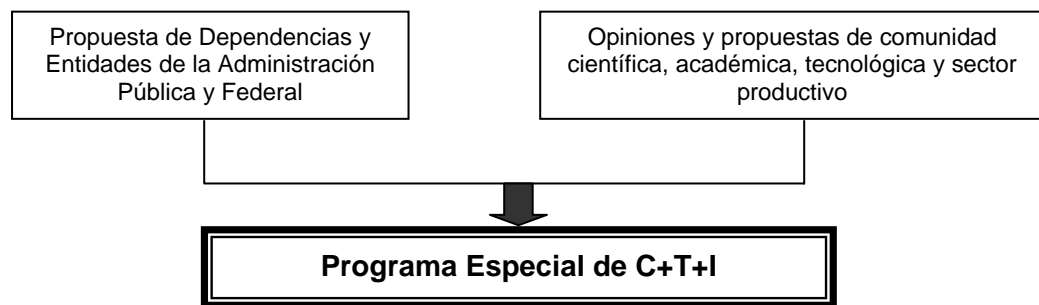 Propuesta de Dependencias y
Entidades de la Administración
Pública y Federal
Opiniones y propuestas de comunidad
científica, académica, tecnológica y sector
productivo
Programa Especial de C+T+I